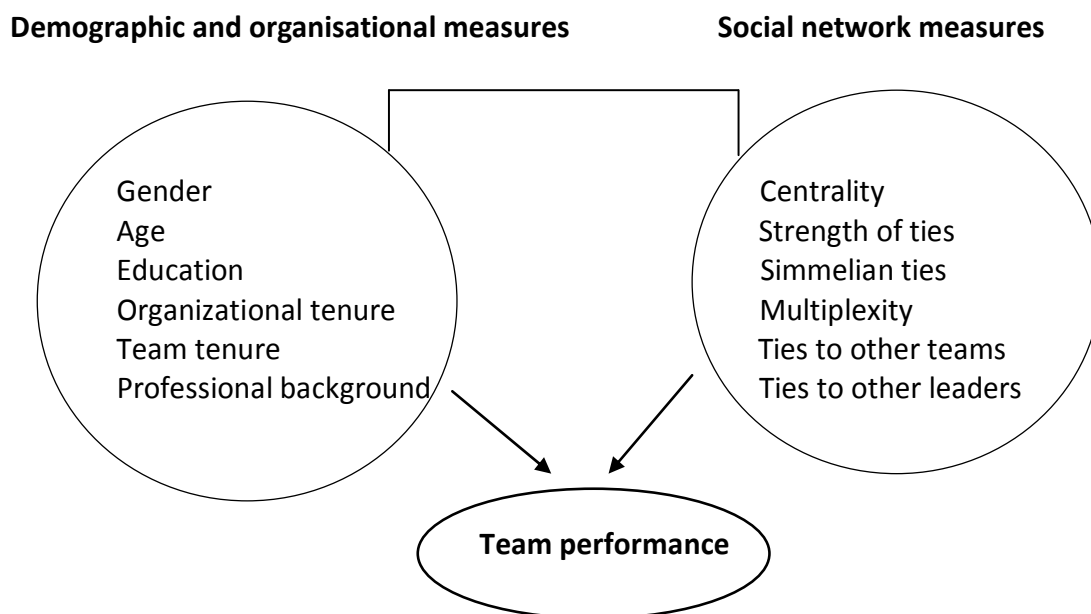 Demographic and organisational measures
Social network measures
Gender
Age
Education
Organizational tenure
Team tenure
Professional background
Centrality
Strength of ties
Simmelian ties
Multiplexity
Ties to other teams
Ties to other leaders
Team performance